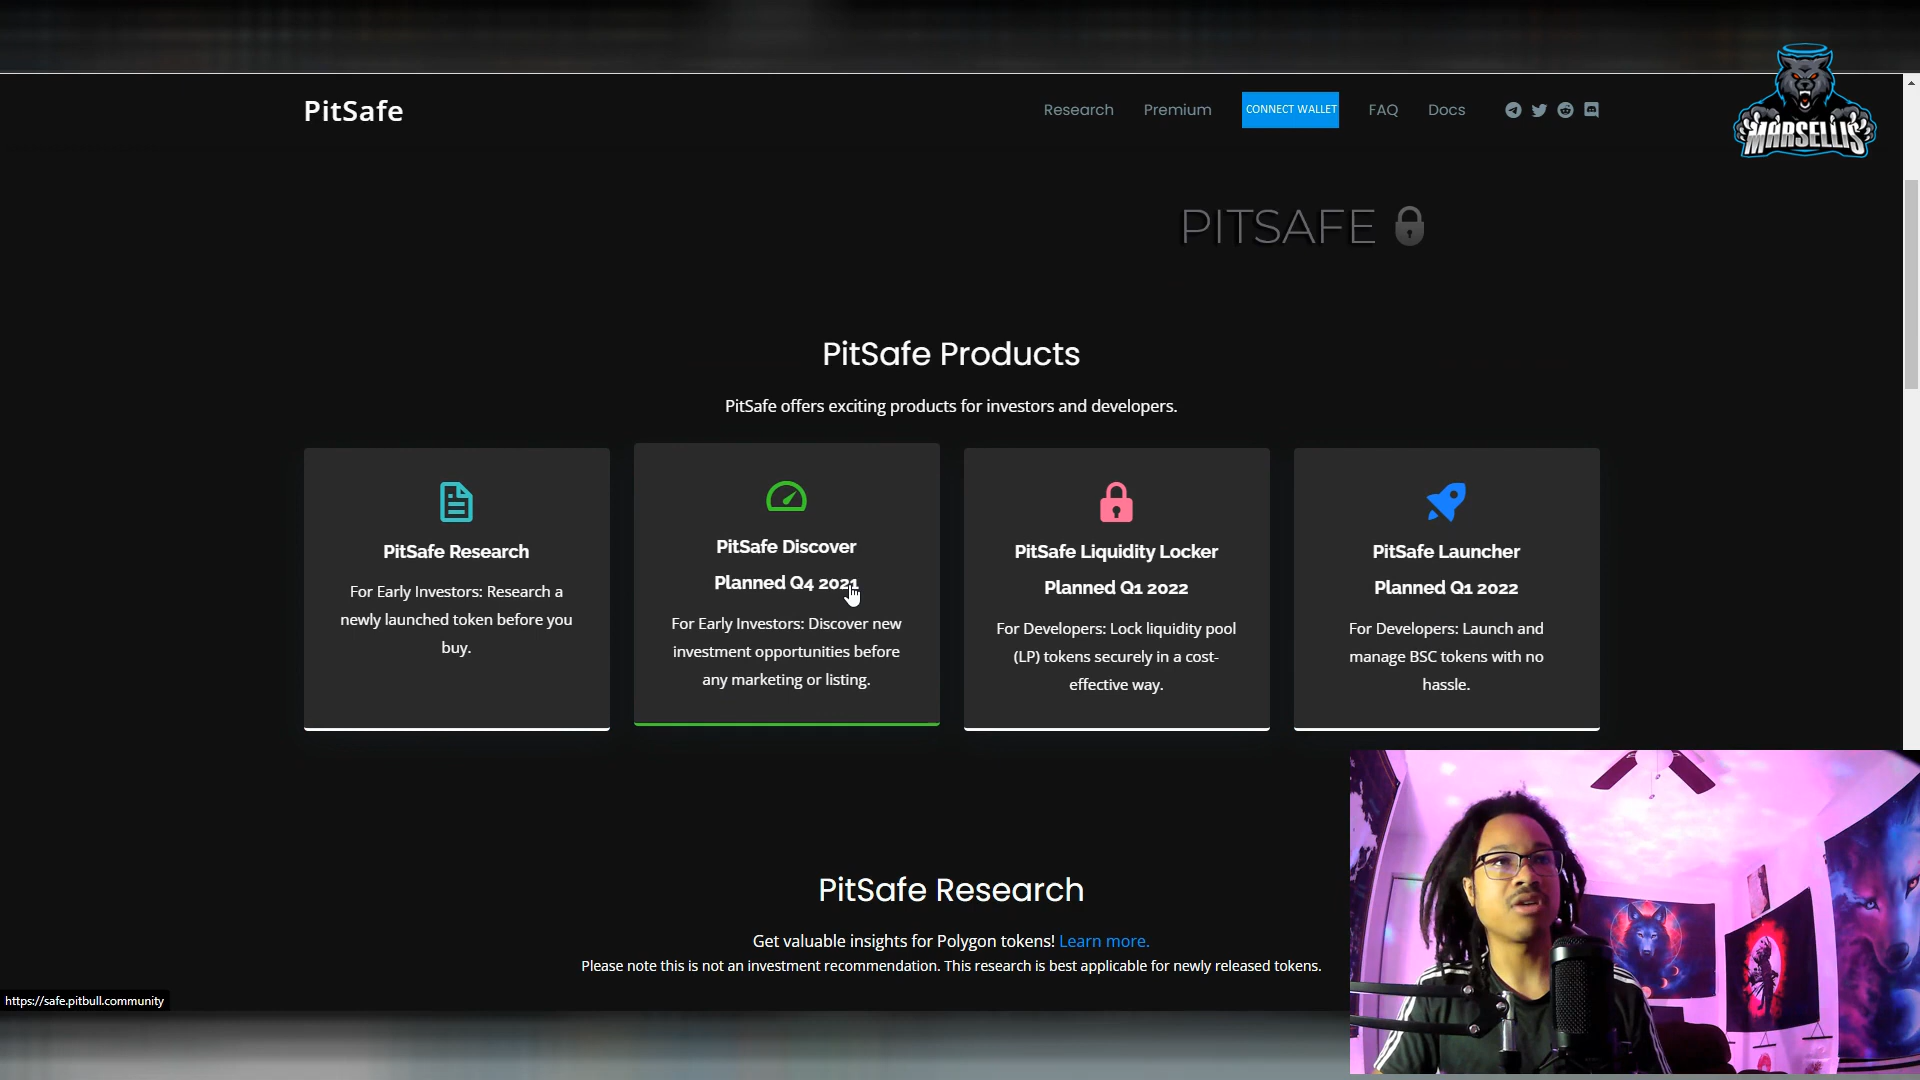 PitSafe
Research Premium CONNECT WALLET FAQ Docs
MARSELLIS
PITSAFE
PitSafe Products
PitSafe offers exciting products for investors and developers.
PitSafe Research
For Early Investors: Research a
newly launched token before you
buy.
PitSafe Discover
Planned Q4 2021
For Early Investors: Discover new
investment opportunities before
any marketing or listing.
PitSafe Liquidity Locker
Planned Q1 2022
For Developers: Lock liquidity pool
(LP) tokens securely in a cost-
effective way.
PitSafe Launcher
Planned Q1 2022
For Developers: Launch and
manage BSC tokens with no
hassle.
PitSafe Research
Get valuable insights for Polygon tokens! Learn more.
Please note this is not an investment recommendation. This research is best applicable for newly released tokens.
https://safe.pitbull.community